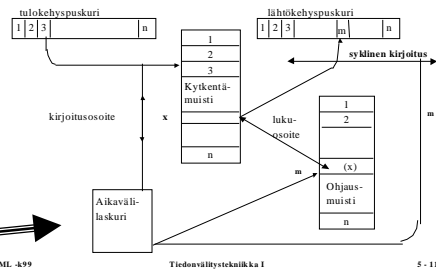 tulokehyspuskuri
lähtökehyspuskuri
1 2 3 n
1 2 3 m n
1
2
3
Kytkentä-
muisti
n
syklinen kirjoitus
kirjoitusosoite
x
luku-
osoite
m
1
2
(x)
Ohjaus-
muisti
n
m
Aikaväli-
laskuri
ML -k99
Tiedonvälitystekniikka I
5 - 11